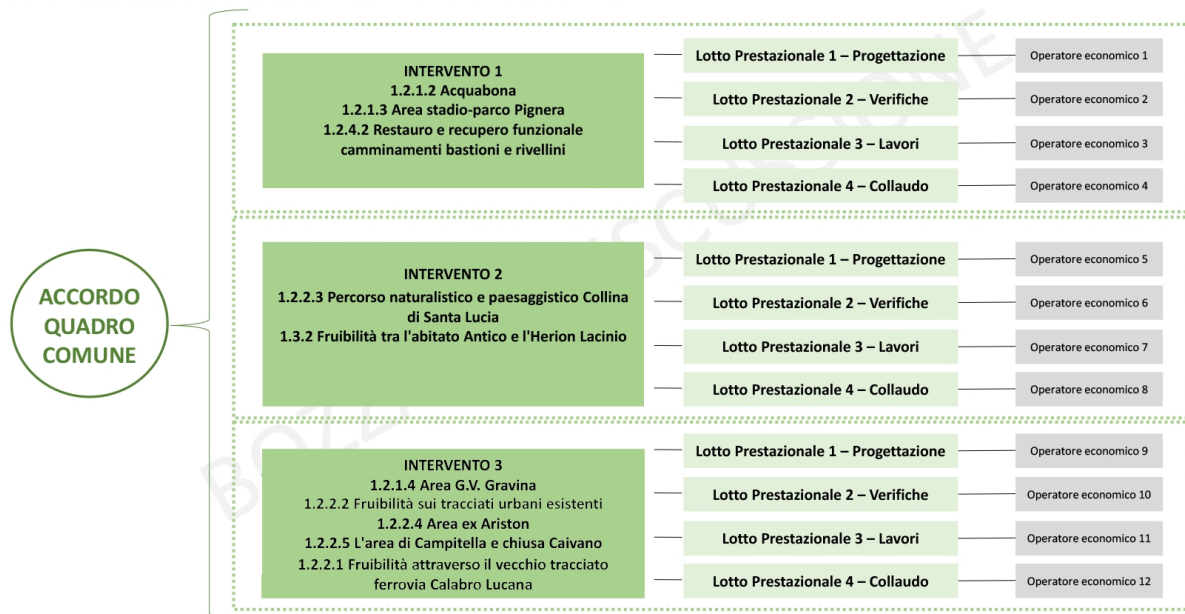 ACCORDO
QUADRO
COMUNE
INTERVENTO 1
1.2.1.2 Acquabona
1.2.1.3 Area stadio-parco Pignera
1.2.4.2 Restauro e recupero funzionale
camminamenti bastioni e rivellini
Lotto Prestazionale 1 – Progettazione
Operatore economico 1
Lotto Prestazionale 2 – Verifiche
Operatore economico 2
Lotto Prestazionale 3 – Lavori
Operatore economico 3
Lotto Prestazionale 4 – Collaudo
Operatore economico 4
INTERVENTO 2
1.2.2.3 Percorso naturalistico e paesaggistico Collina
di Santa Lucia
1.3.2 Fruibilità tra l'abitato Antico e l'Herion Lacinio
Lotto Prestazionale 1 – Progettazione
Operatore economico 5
Lotto Prestazionale 2 – Verifiche
Operatore economico 6
Lotto Prestazionale 3 – Lavori
Operatore economico 7
Lotto Prestazionale 4 – Collaudo
Operatore economico 8
INTERVENTO 3
1.2.1.4 Area G.V. Gravina
1.2.2.2 Fruibilità sui tracciati urbani esistenti
1.2.2.4 Area ex Ariston
1.2.2.5 L'area di Campitella e chiusa Caivano
1.2.2.1 Fruibilità attraverso il vecchio tracciato
ferrovia Calabro Lucana
Lotto Prestazionale 1 – Progettazione
Operatore economico 9
Lotto Prestazionale 2 – Verifiche
Operatore economico 10
Lotto Prestazionale 3 – Lavori
Operatore economico 11
Lotto Prestazionale 4 – Collaudo
Operatore economico 12